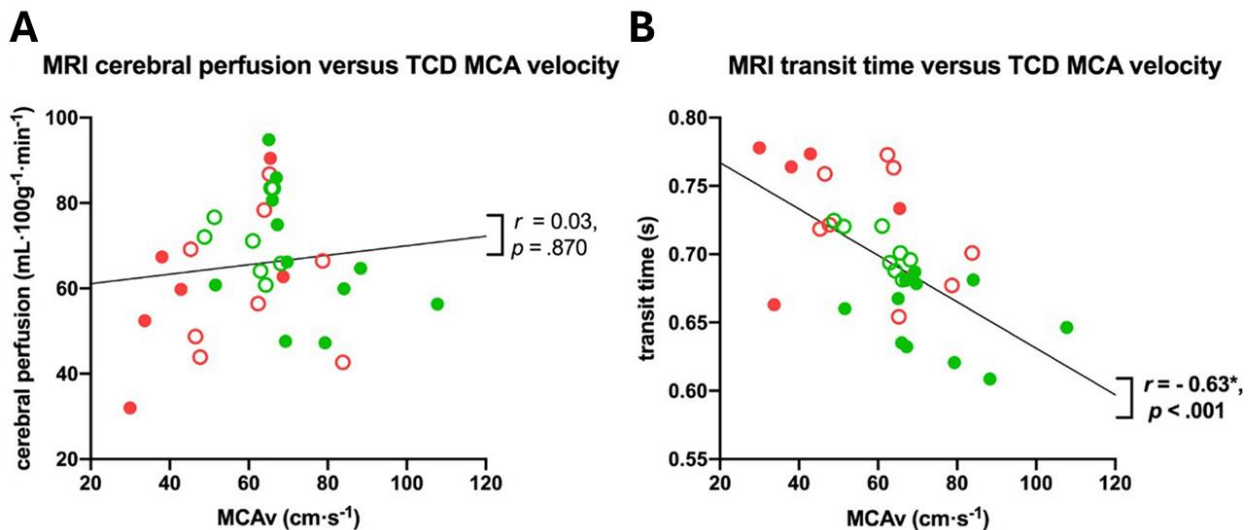 A
MRI cerebral perfusion versus TCD MCA velocity
cerebral perfusion (mL·100g⁻¹·min⁻¹)
100
80
60
40
20
20 40 60 80 100 120
MCAv (cm·s⁻¹)
r = 0.03,
p = .870
B
MRI transit time versus TCD MCA velocity
transit time (s)
0.80
0.75
0.70
0.65
0.60
0.55
20 40 60 80 100 120
MCAv (cm·s⁻¹)
r = - 0.63*,
p < .001